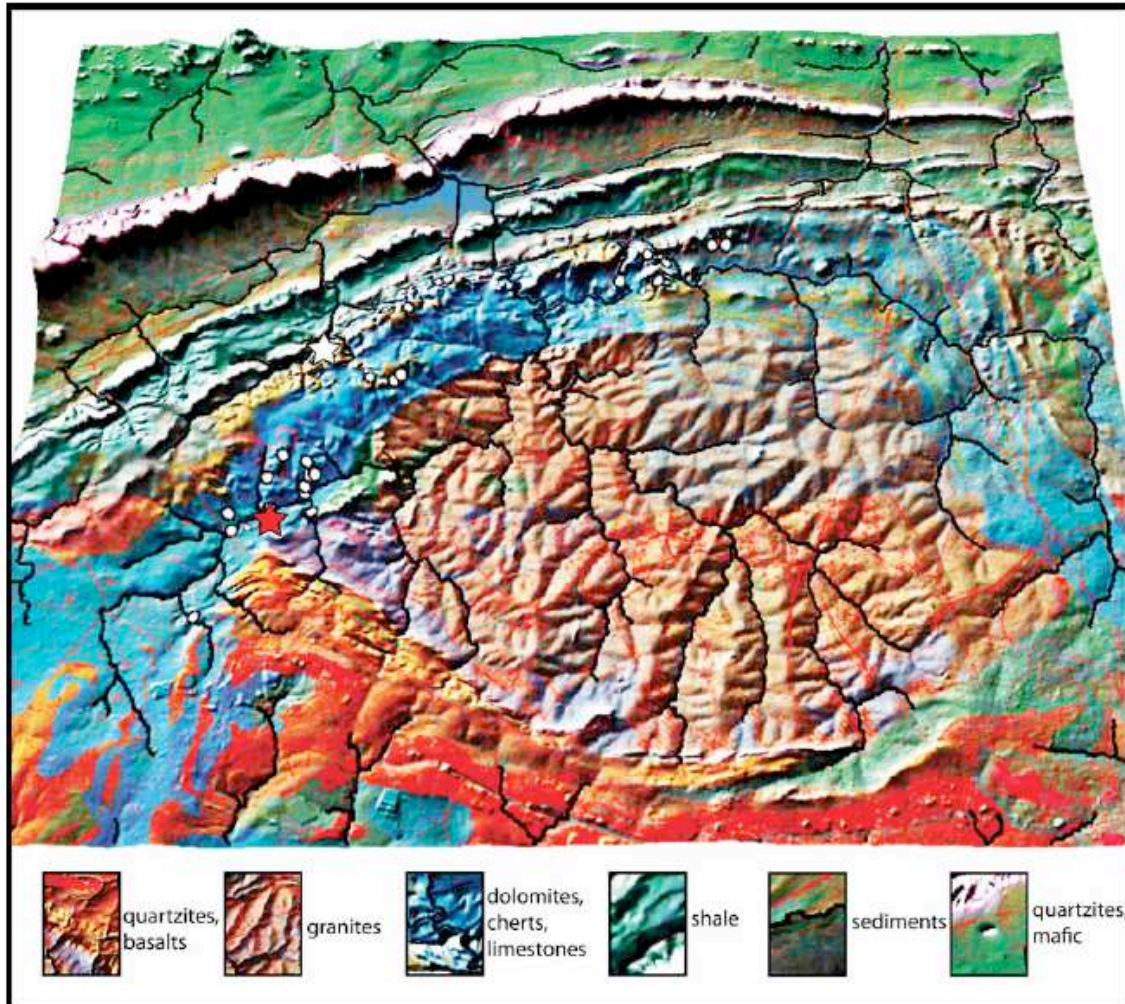 quartzites,
basalts
granites
dolomites,
cherts,
limestones
shale
sediments
quartzites,
mafic